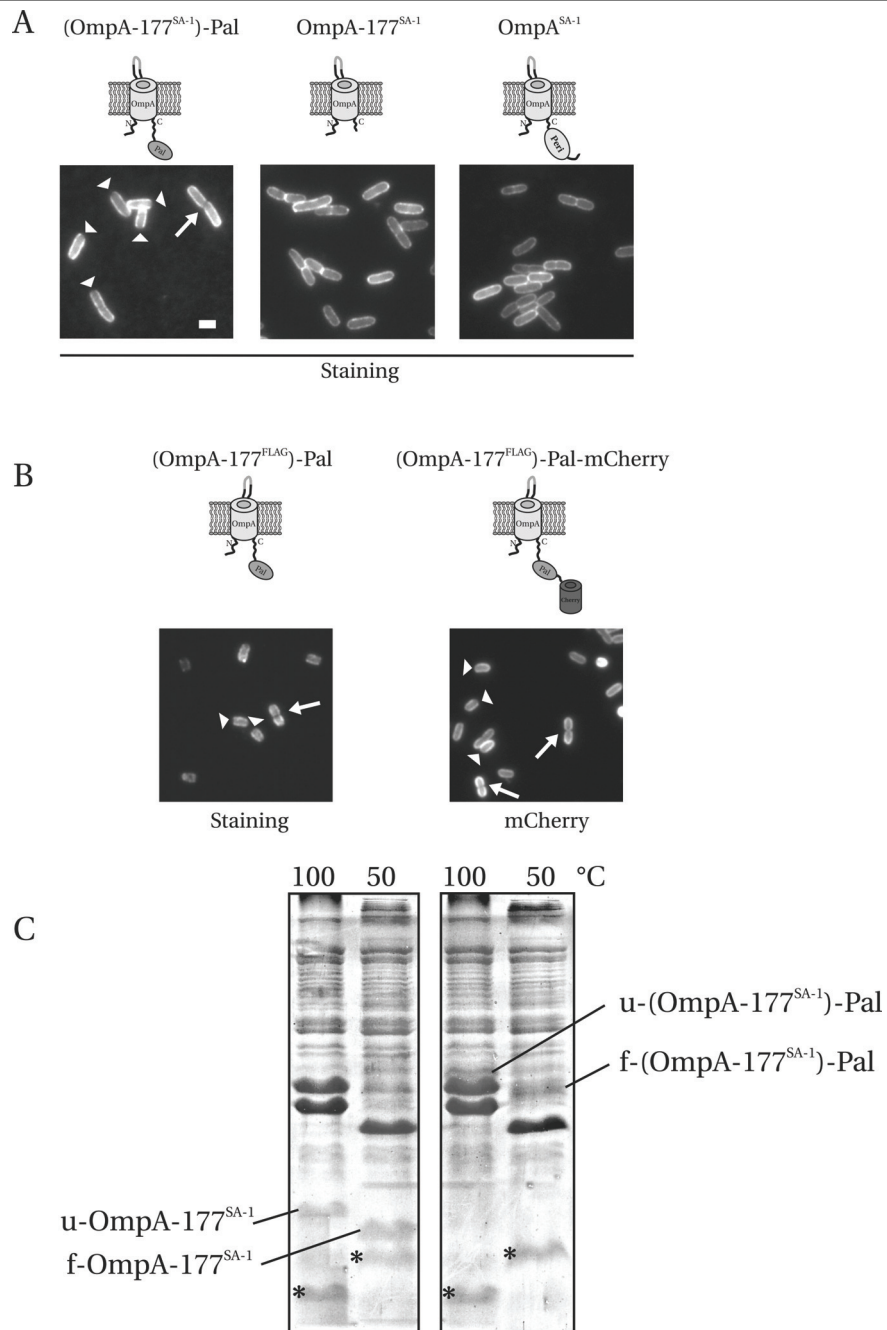 A
(OmpA-177^SA-1)-Pal OmpA-177^SA-1 OmpA^SA-1
OmpA OmpA OmpA
N C N C N C
Pal Peri
Staining
B
(OmpA-177^FLAG)-Pal (OmpA-177^FLAG)-Pal-mCherry
OmpA OmpA
N C N C
Pal Pal
Cherry
Staining mCherry
C
100 50 100 50 °C
u-(OmpA-177^SA-1)-Pal
f-(OmpA-177^SA-1)-Pal
u-OmpA-177^SA-1
f-OmpA-177^SA-1
* *
* *